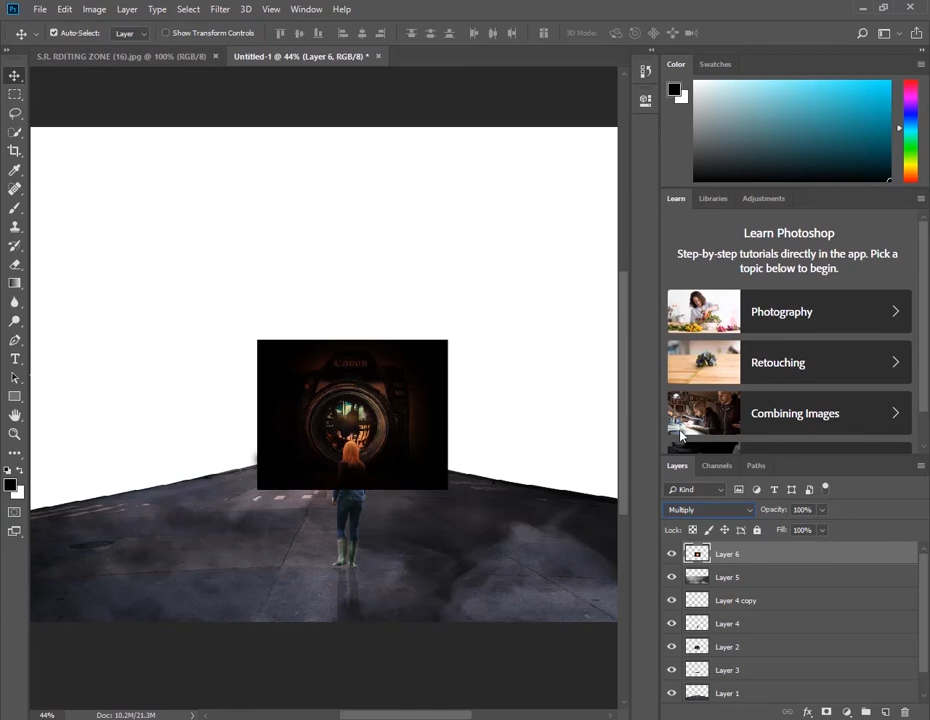 Ps File Edit Image Layer Type Select Filter 3D View Window Help
Auto-Select: Layer Show Transform Controls 3D Mode:
S.R. RDITING ZONE (16).jpg @ 100% (RGB/8) × Untitled-1 @ 44% (Layer 6, RGB/8) * ×
Color Swatches
Learn Libraries Adjustments
Learn Photoshop
Step-by-step tutorials directly in the app. Pick a
topic below to begin.
Photography
Retouching
Combining Images
Canon
Layers Channels Paths
Kind
Multiply Opacity: 100%
Lock: Fill: 100%
Layer 6
Layer 5
Layer 4 copy
Layer 4
Layer 2
Layer 3
Layer 1
44% Doc: 10.2M/21.3M
fx